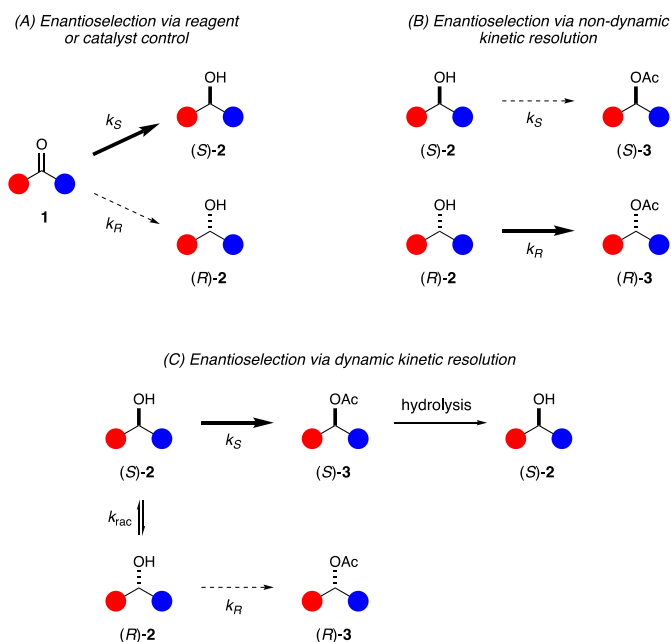 (A) Enantioselection via reagent
or catalyst control
OH
k_S
(S)-2
O
1
k_R
OH
(R)-2
(B) Enantioselection via non-dynamic
kinetic resolution
OH
OAc
k_S
(S)-2
(S)-3
OH
OAc
k_R
(R)-2
(R)-3
(C) Enantioselection via dynamic kinetic resolution
OH
OAc
hydrolysis
OH
k_S
(S)-2
(S)-3
(S)-2
k_rac
OH
OAc
k_R
(R)-2
(R)-3